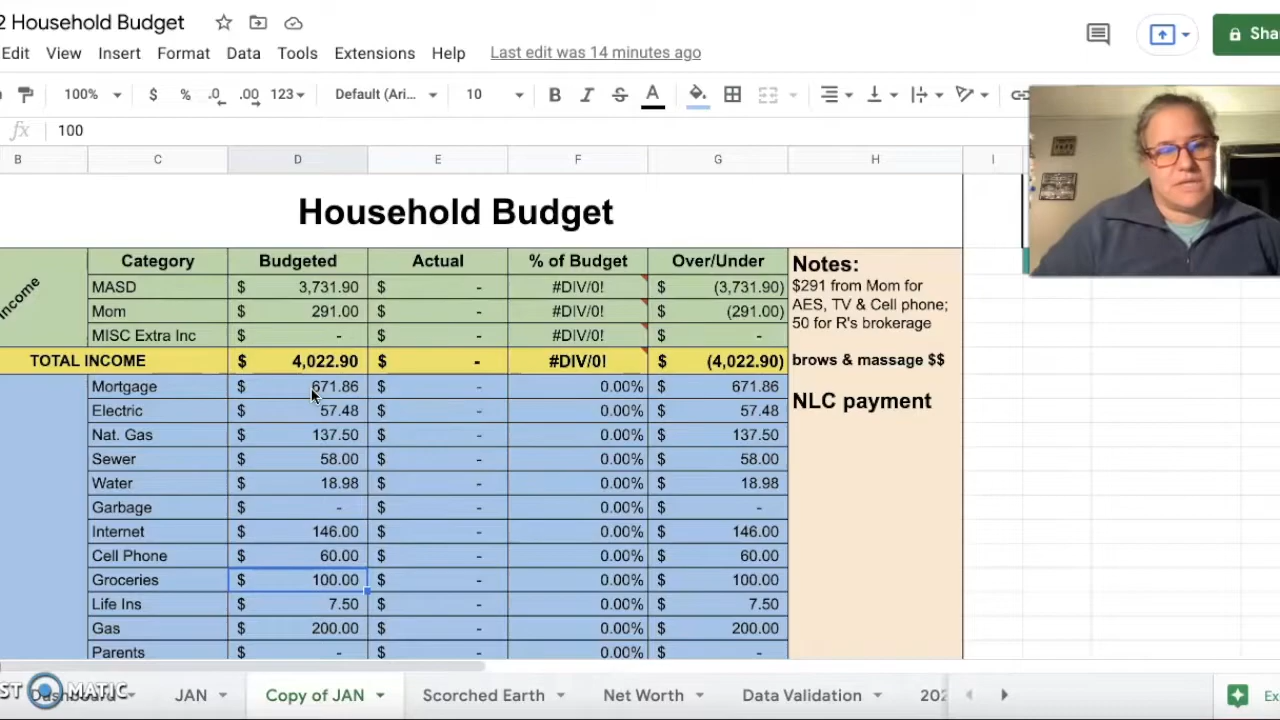 2 Household Budget
Edit View Insert Format Data Tools Extensions Help Last edit was 14 minutes ago
Sha
100% $ % .0 .00 123 Default (Ari... 10 B I S A
fx 100
B C D E F G H I
Household Budget
Income Category Budgeted Actual % of Budget Over/Under Notes:
MASD $ 3,731.90 $ - #DIV/0! $ (3,731.90) $291 from Mom for
Mom $ 291.00 $ - #DIV/0! $ (291.00) AES, TV & Cell phone;
MISC Extra Inc $ - $ - #DIV/0! $ - 50 for R's brokerage
TOTAL INCOME $ 4,022.90 $ - #DIV/0! $ (4,022.90) brows & massage $$
Mortgage $ 671.86 $ - 0.00% $ 671.86
Electric $ 57.48 $ - 0.00% $ 57.48 NLC payment
Nat. Gas $ 137.50 $ - 0.00% $ 137.50
Sewer $ 58.00 $ - 0.00% $ 58.00
Water $ 18.98 $ - 0.00% $ 18.98
Garbage $ - $ - 0.00% $ -
Internet $ 146.00 $ - 0.00% $ 146.00
Cell Phone $ 60.00 $ - 0.00% $ 60.00
Groceries $ 100.00 $ - 0.00% $ 100.00
Life Ins $ 7.50 $ - 0.00% $ 7.50
Gas $ 200.00 $ - 0.00% $ 200.00
Parents $ - $ - 0.00% $ -
JAN Copy of JAN Scorched Earth Net Worth Data Validation 202 Ex